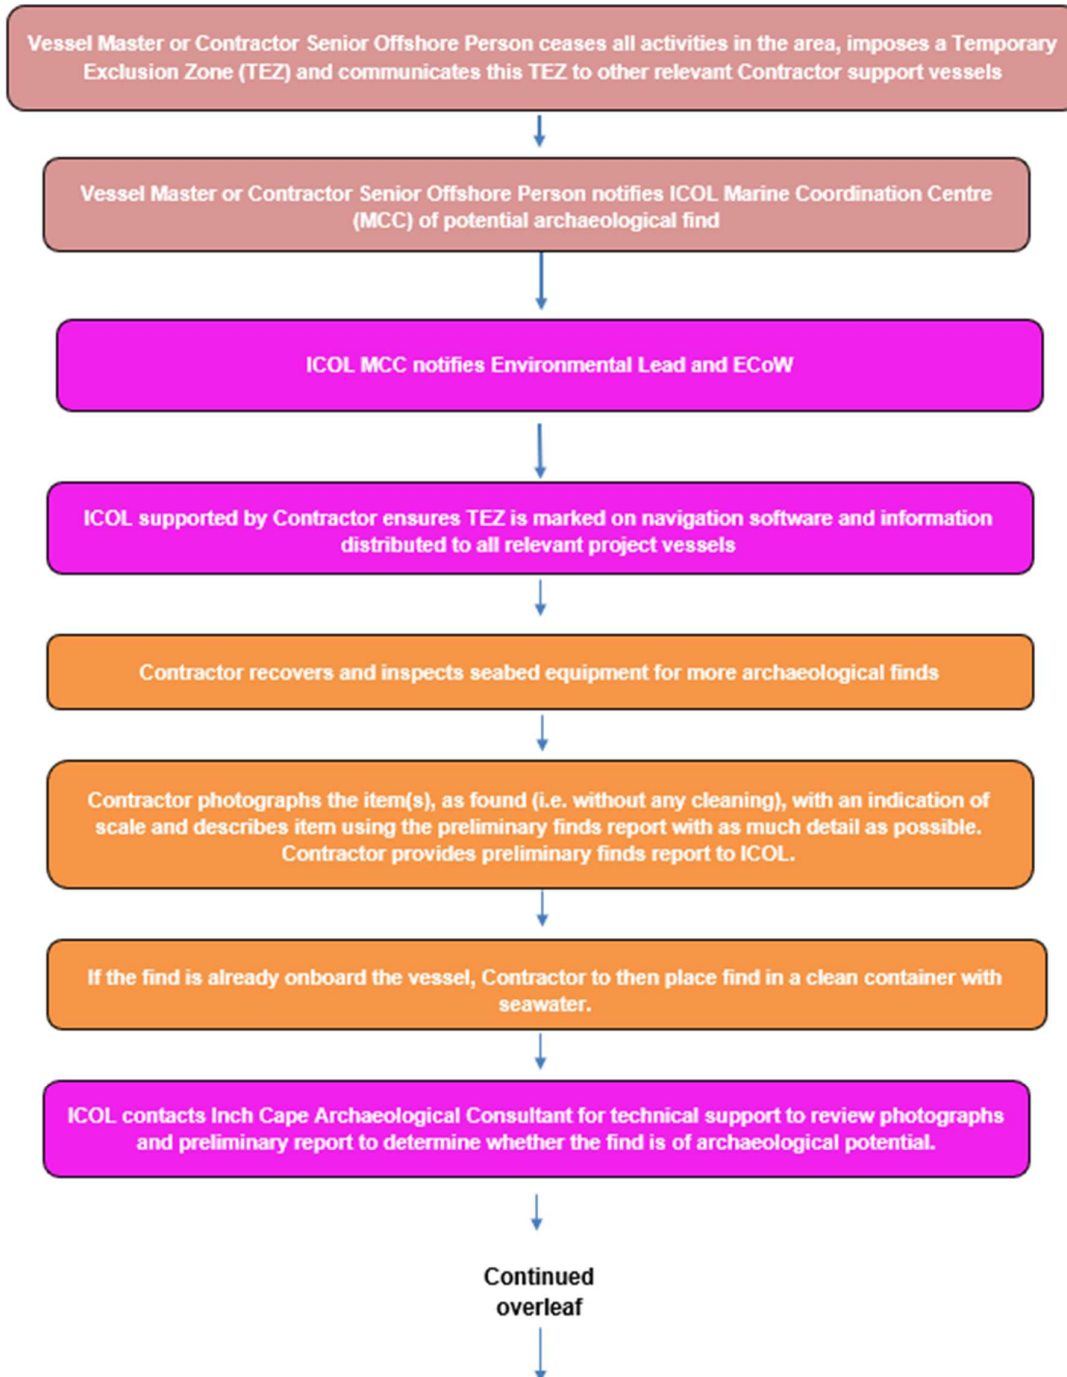 Vessel Master or Contractor Senior Offshore Person ceases all activities in the area, imposes a Temporary
Exclusion Zone (TEZ) and communicates this TEZ to other relevant Contractor support vessels
Vessel Master or Contractor Senior Offshore Person notifies ICOL Marine Coordination Centre
(MCC) of potential archaeological find
ICOL MCC notifies Environmental Lead and ECoW
ICOL supported by Contractor ensures TEZ is marked on navigation software and information
distributed to all relevant project vessels
Contractor recovers and inspects seabed equipment for more archaeological finds
Contractor photographs the item(s), as found (i.e. without any cleaning), with an indication of
scale and describes item using the preliminary finds report with as much detail as possible.
Contractor provides preliminary finds report to ICOL.
If the find is already onboard the vessel, Contractor to then place find in a clean container with
seawater.
ICOL contacts Inch Cape Archaeological Consultant for technical support to review photographs
and preliminary report to determine whether the find is of archaeological potential.
Continued
overleaf